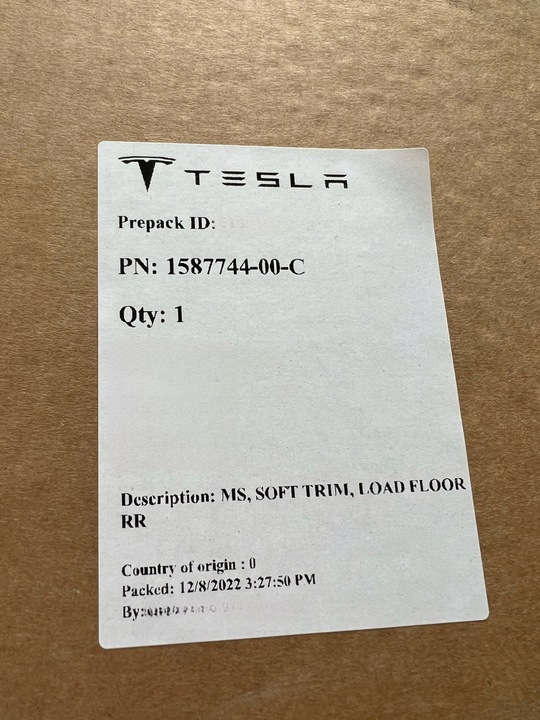 TESLA
Prepack ID:
PN: 1587744-00-C
Qty: 1
Description: MS, SOFT TRIM, LOAD FLOOR
RR
Country of origin : 0
Packed: 12/8/2022 3:27:50 PM
By: